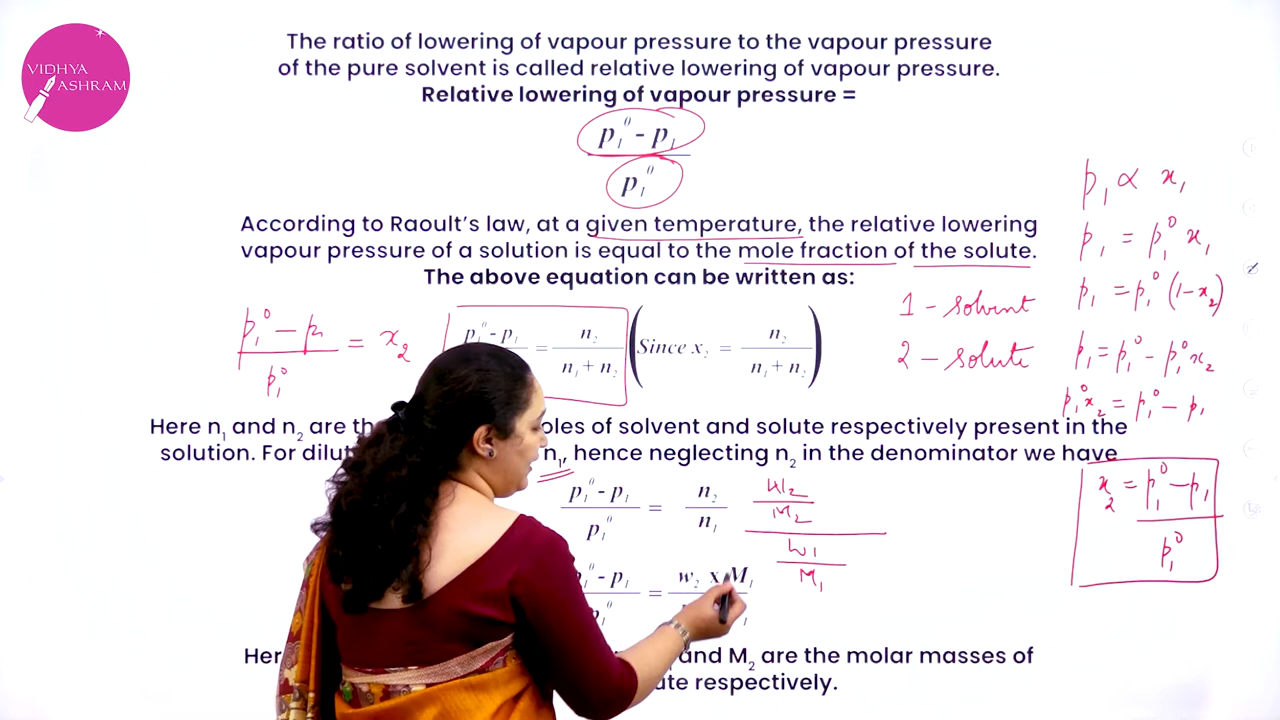 VIDHYA
ASHRAM
The ratio of lowering of vapour pressure to the vapour pressure
of the pure solvent is called relative lowering of vapour pressure.
Relative lowering of vapour pressure =
p₁⁰ - p₁
p₁⁰
According to Raoult's law, at a given temperature, the relative lowering
vapour pressure of a solution is equal to the mole fraction of the solute.
The above equation can be written as:
p₁⁰ - p₁ / p₁⁰ = x₂
p₁⁰ - p₁ = n₂ / n₁ + n₂ (Since x₂ = n₂ / n₁ + n₂)
Here n₁ and n₂ are the oles of solvent and solute respectively present in the
solution. For dilut n₁, hence neglecting n₂ in the denominator we have
p₁⁰ - p₁ / p₁⁰ = n₂ / n₁
w₂ / M₂
w₁ / M₁
p₁⁰ - p₁ = w₂ x M₁
Her and M₂ are the molar masses of
ute respectively.
1 - solvent
2 - solute
p₁ ∝ x₁
p₁ = p₁⁰ x₁
p₁ = p₁⁰ (1-x₂)
p₁ = p₁⁰ - p₁⁰ x₂
p₁⁰ x₂ = p₁⁰ - p₁
x₂ = p₁⁰ - p₁ / p₁⁰